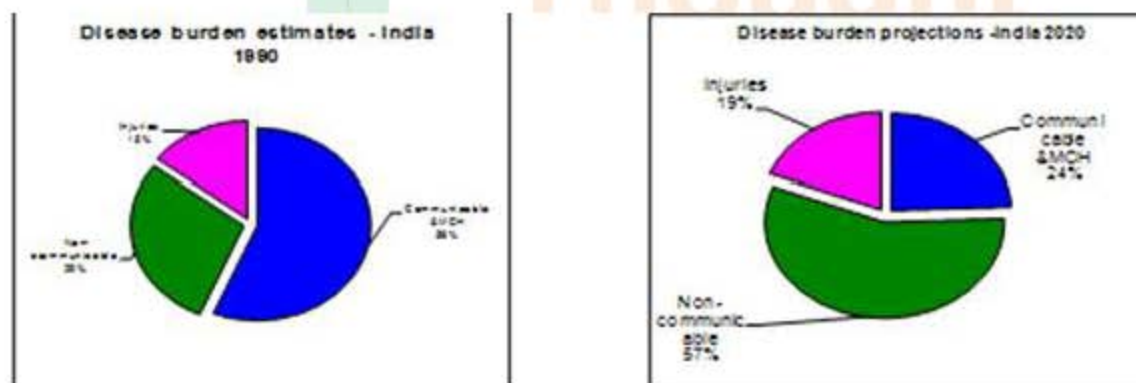 Disease burden estimates - India
1990
Injuries
Communicable
&MCH
Non-
communicable
Disease burden projections -India 2020
Injuries
19%
Communi
cable
&MCH
24%
Non-
communic
able
57%